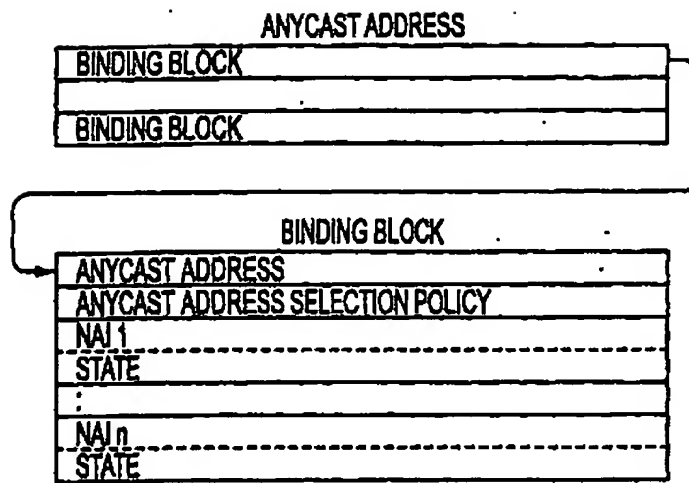 ANYCAST ADDRESS
BINDING BLOCK
BINDING BLOCK
BINDING BLOCK
ANYCAST ADDRESS
ANYCAST ADDRESS SELECTION POLICY
NAI 1
STATE
:
NAI n
STATE